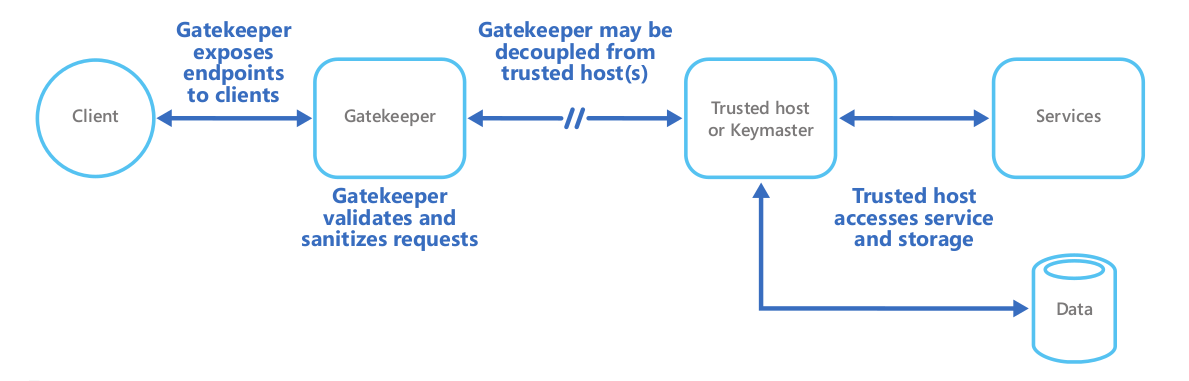 Gatekeeper
exposes
endpoints
to clients
Gatekeeper may be
decoupled from
trusted host(s)
Client
Gatekeeper
Trusted host
or Keymaster
Services
Gatekeeper
validates and
sanitizes requests
Trusted host
accesses service
and storage
Data